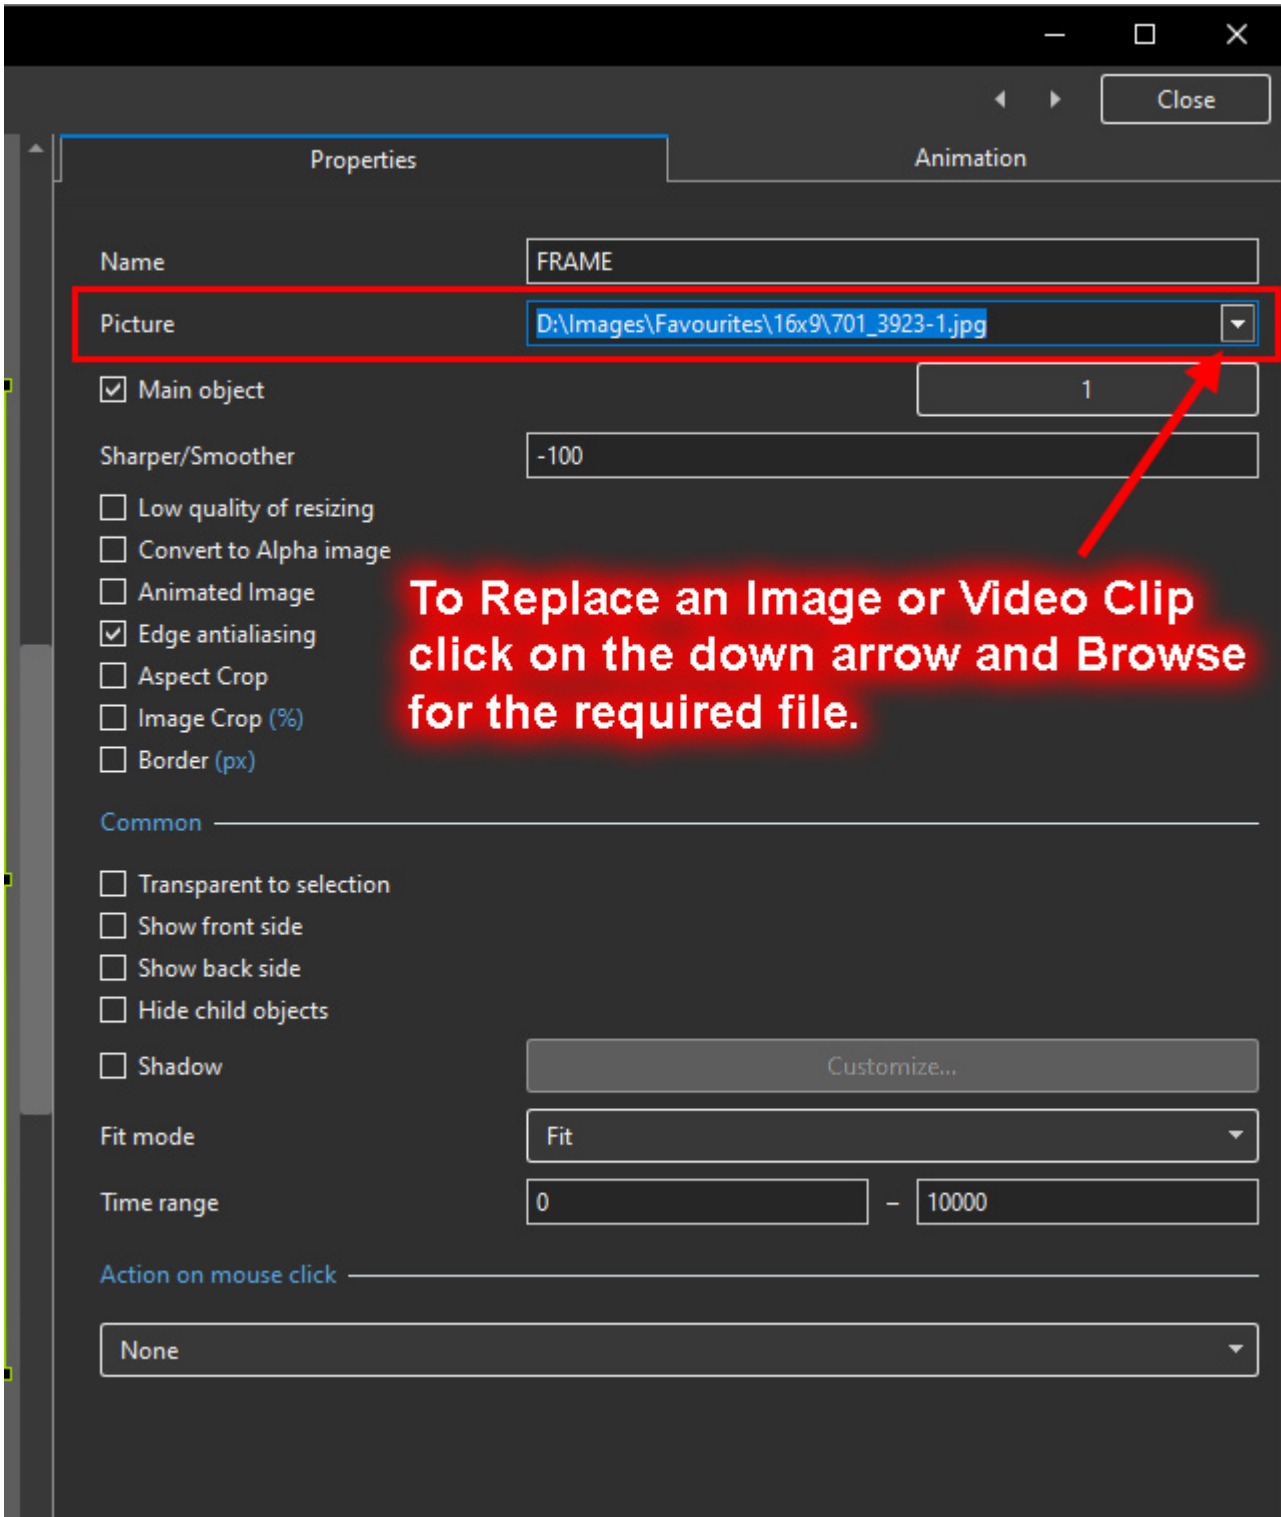 Close
Properties
Animation
Name
FRAME
Picture
D:\Images\Favourites\16x9\701_3923-1.jpg
Main object
1
Sharper/Smoother
-100
Low quality of resizing
Convert to Alpha image
Animated Image
Edge antialiasing
Aspect Crop
Image Crop (%)
Border (px)
To Replace an Image or Video Clip
click on the down arrow and Browse
for the required file.
Common
Transparent to selection
Show front side
Show back side
Hide child objects
Shadow
Customize...
Fit mode
Fit
Time range
0
–
10000
Action on mouse click
None